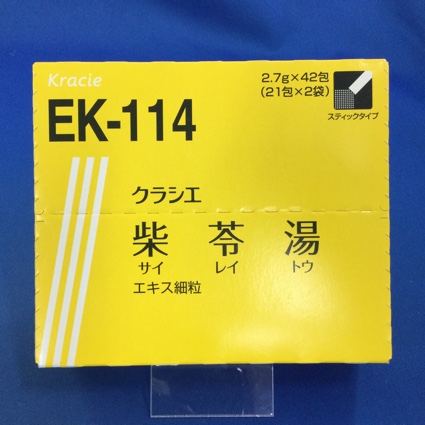 Kracie
2.7g×42包
(21包×2袋)
スティックタイプ
EK-114
クラシエ
柴苓湯
サイ レイ トウ
エキス細粒